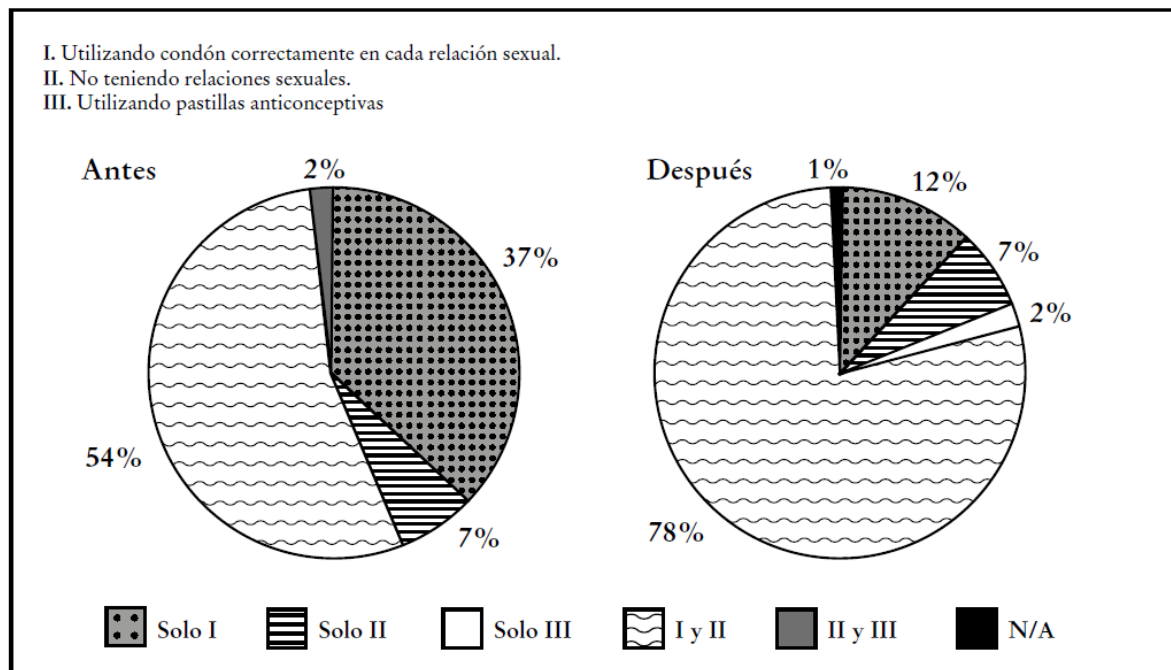 I. Utilizando condón correctamente en cada relación sexual.
II. No teniendo relaciones sexuales.
III. Utilizando pastillas anticonceptivas
Antes
2%
37%
54%
7%
Después
1%
12%
7%
2%
78%
Solo I
Solo II
Solo III
I y II
II y III
N/A